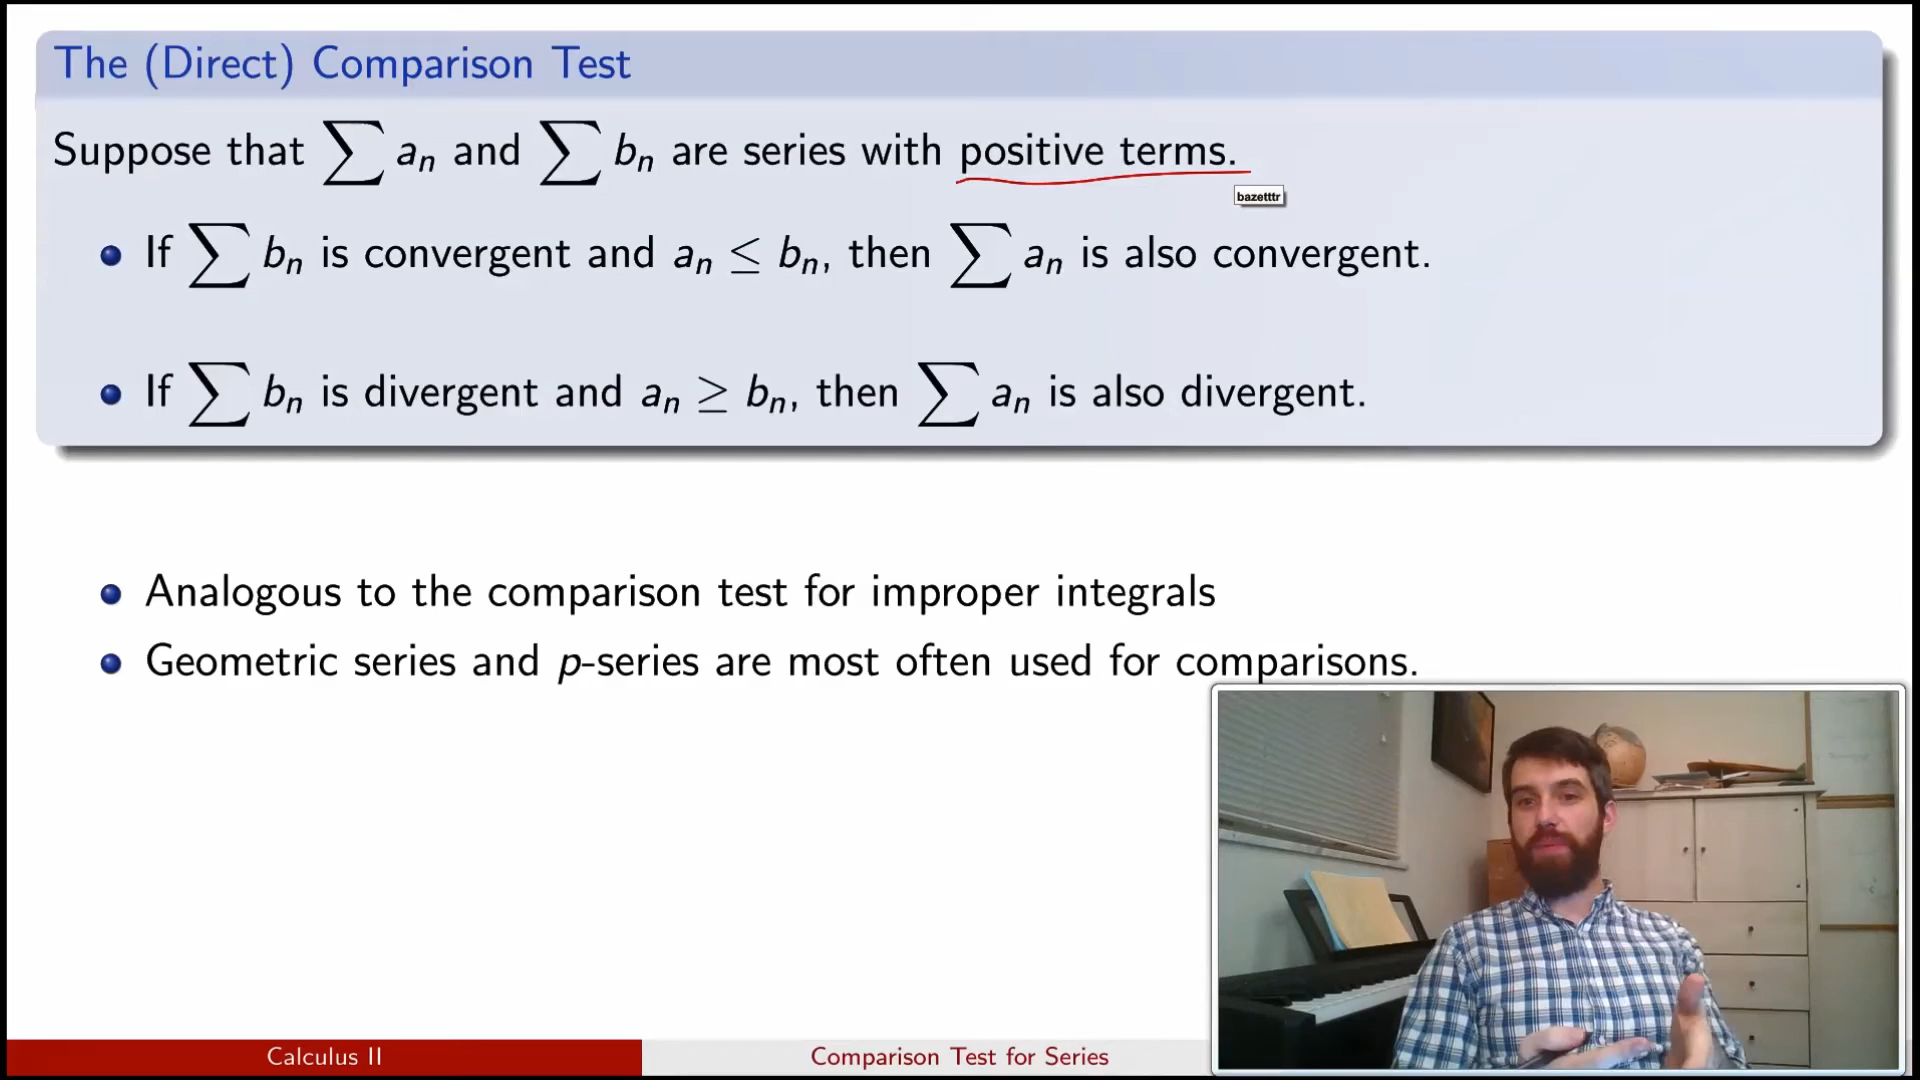 The (Direct) Comparison Test
Suppose that ∑ aₙ and ∑ bₙ are series with positive terms.
bazetttr
• If ∑ bₙ is convergent and aₙ ≤ bₙ, then ∑ aₙ is also convergent.
• If ∑ bₙ is divergent and aₙ ≥ bₙ, then ∑ aₙ is also divergent.
• Analogous to the comparison test for improper integrals
• Geometric series and p-series are most often used for comparisons.
Calculus II
Comparison Test for Series